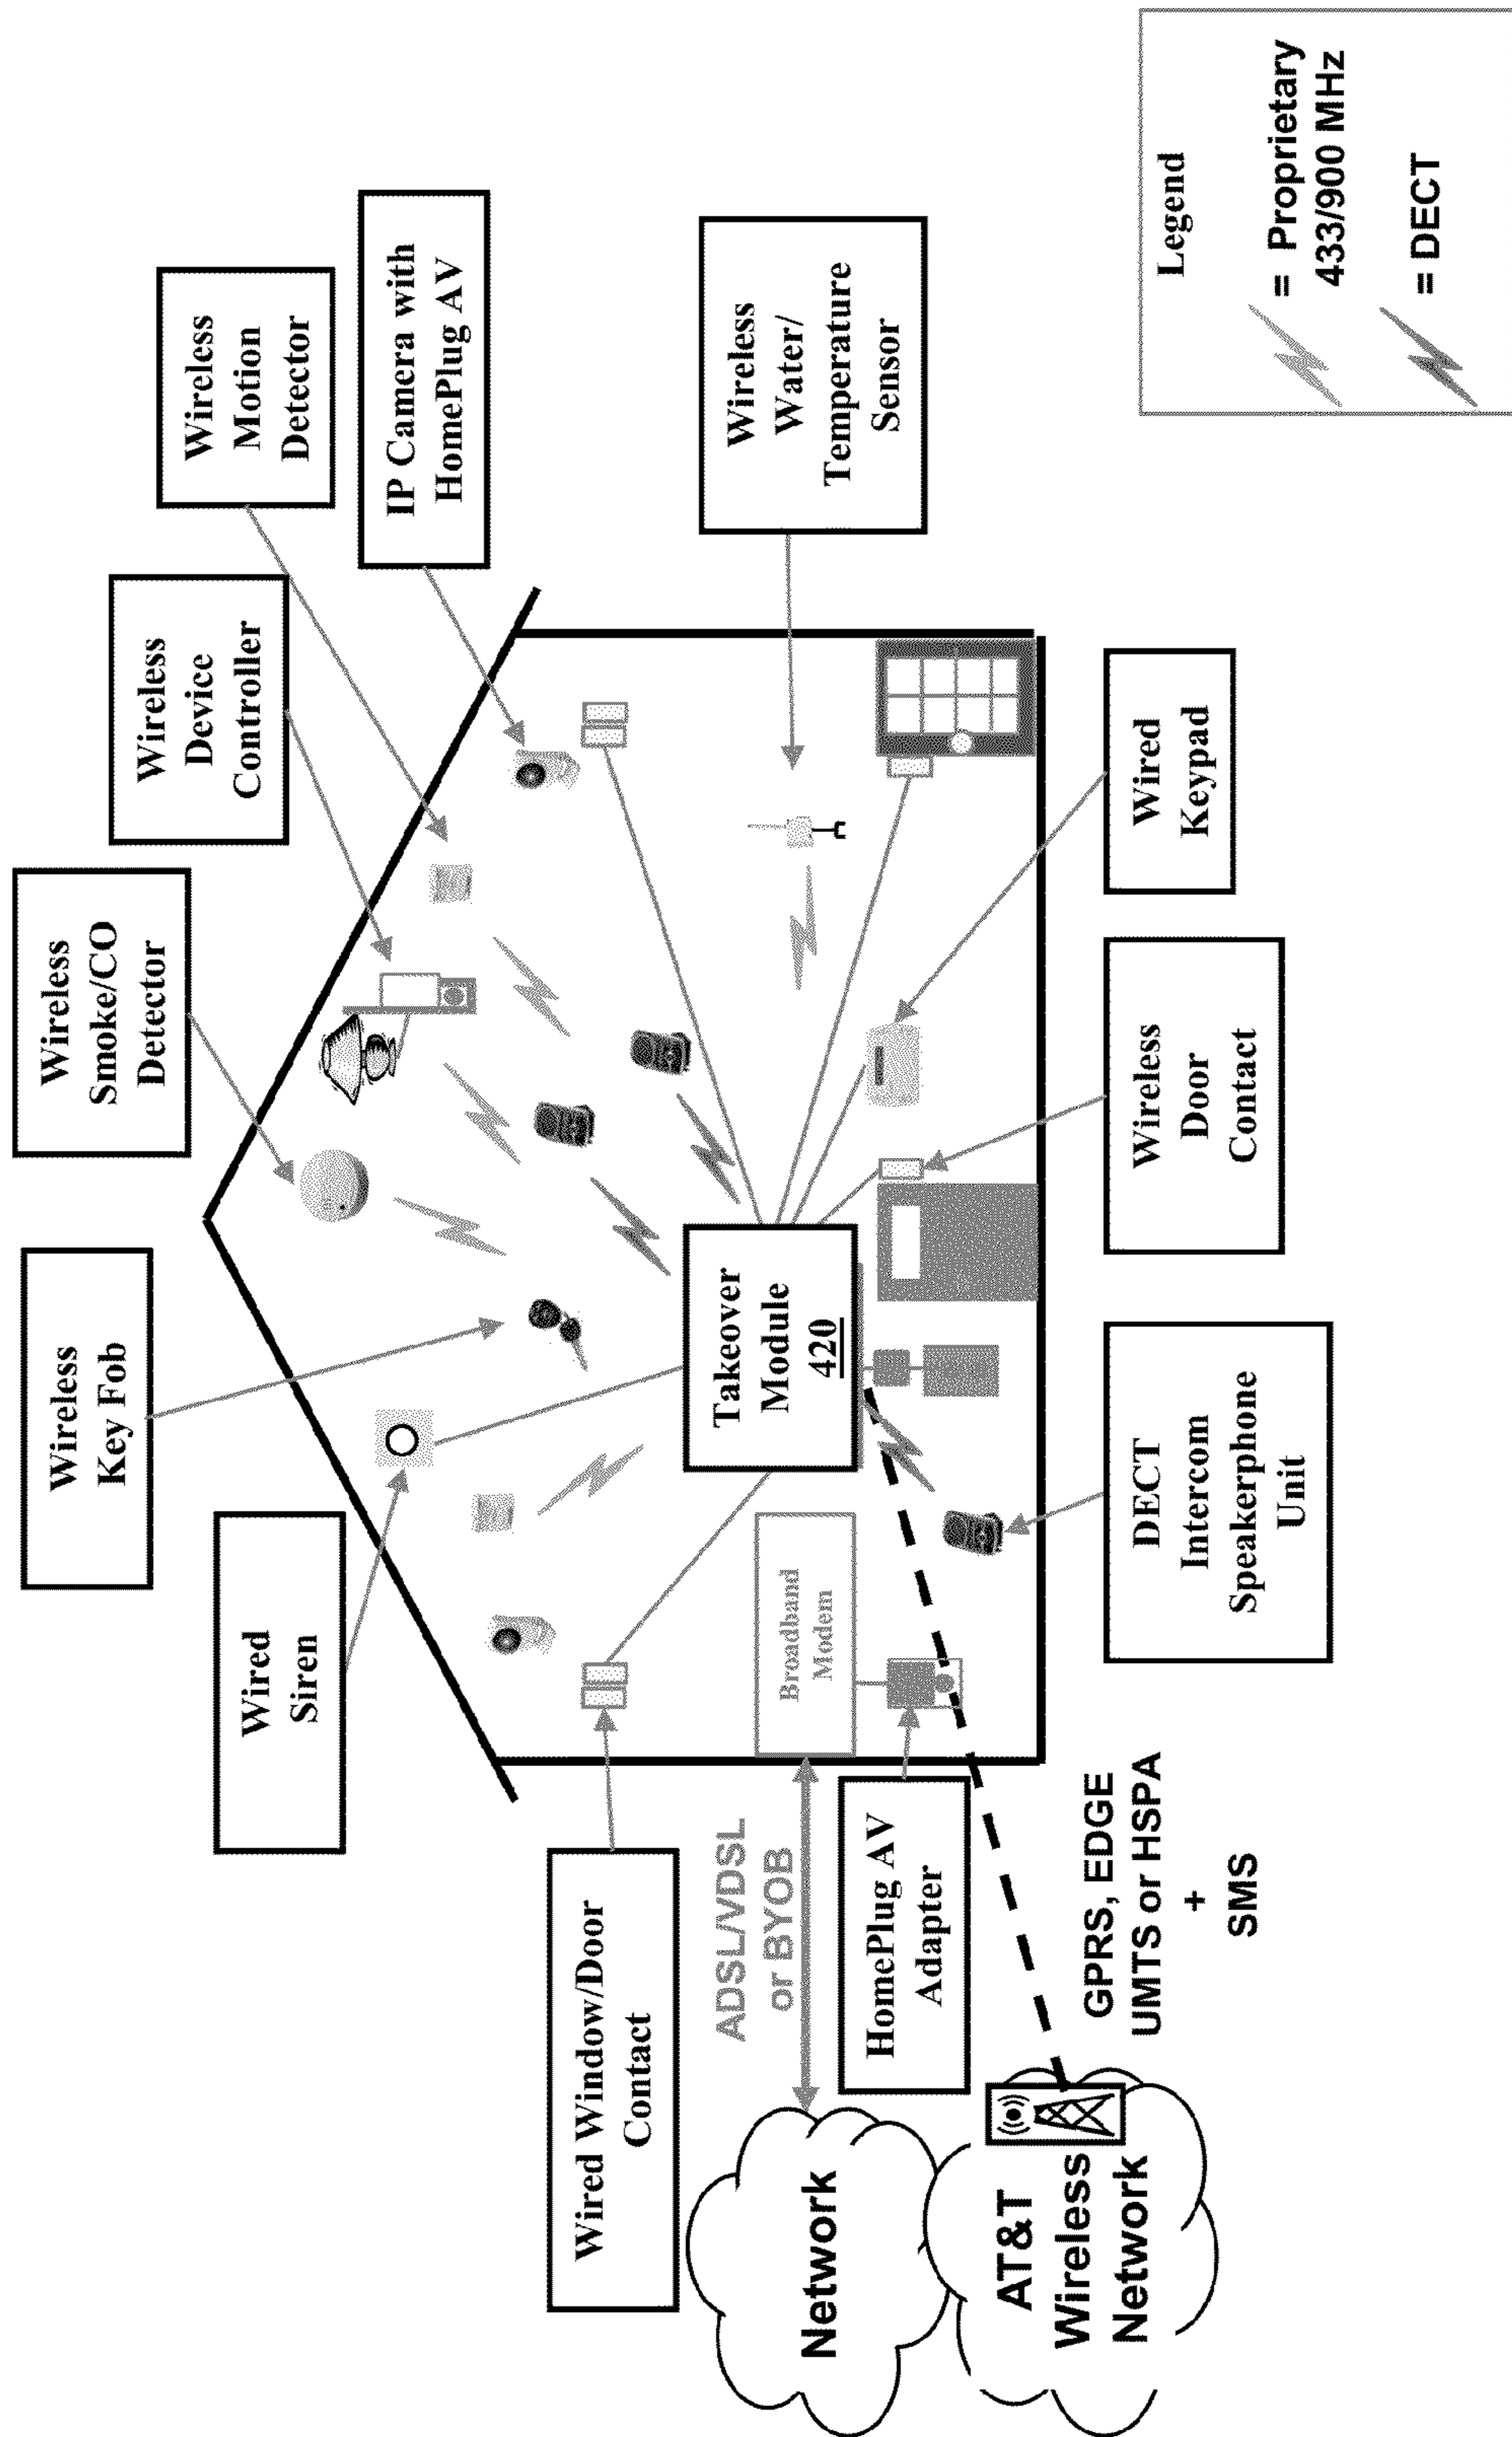 Wireless
Key Fob
Wireless
Smoke/CO
Detector
Wireless
Device
Controller
Wireless
Motion
Detector
IP Camera with
HomePlug AV
Wired
Siren
Wired Window/Door
Contact
Wireless
Water/
Temperature
Sensor
Takeover
Module
420
Broadband
Modem
ADSL/VDSL
or BYOB
Network
HomePlug AV
Adapter
AT&T
Wireless
Network
GPRS, EDGE
UMTS or HSPA
+
SMS
DECT
Intercom
Speakerphone
Unit
Wireless
Door
Contact
Wired
Keypad
Legend
= Proprietary
433/900 MHz
= DECT